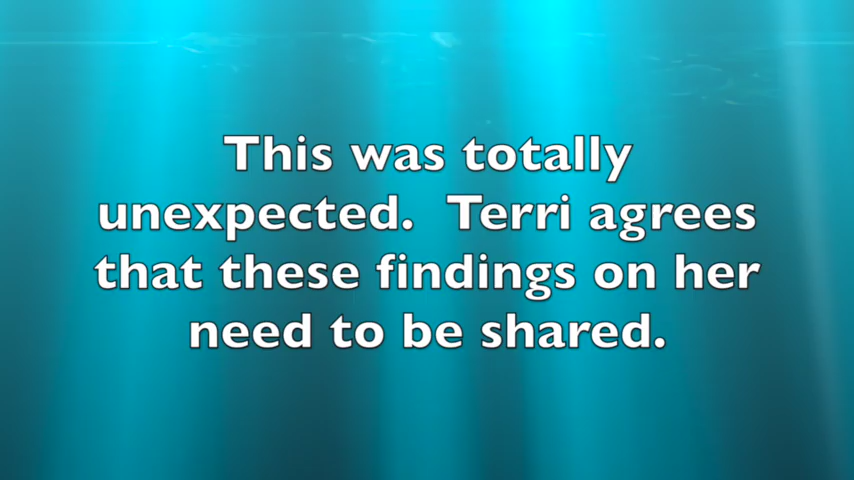 This was totally
unexpected.  Terri agrees
that these findings on her
need to be shared.